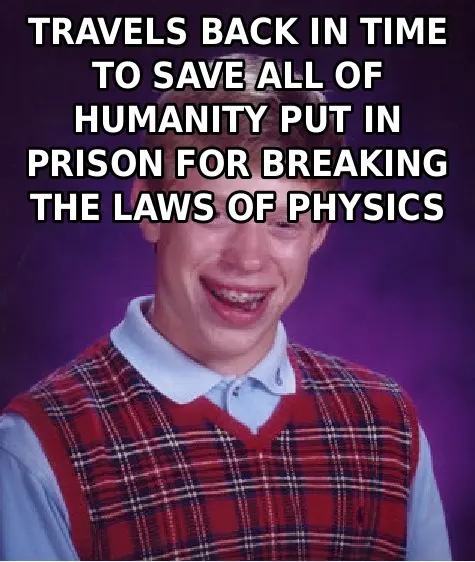 TRAVELS BACK IN TIME
TO SAVE ALL OF
HUMANITY PUT IN
PRISON FOR BREAKING
THE LAWS OF PHYSICS